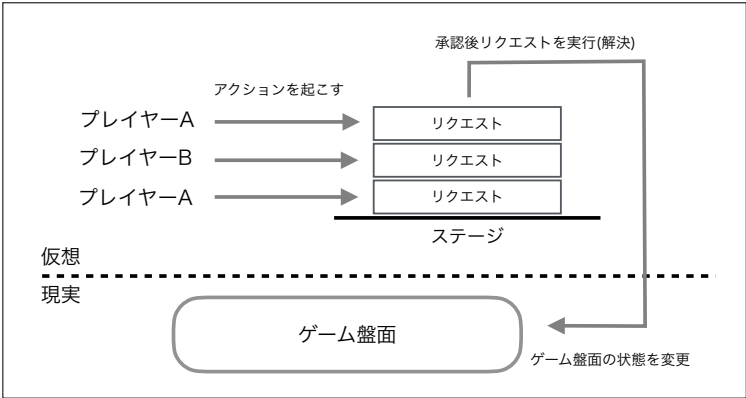 承認後リクエストを実行(解決)
アクションを起こす
プレイヤーA
リクエスト
プレイヤーB
リクエスト
プレイヤーA
リクエスト
ステージ
仮想
現実
ゲーム盤面
ゲーム盤面の状態を変更